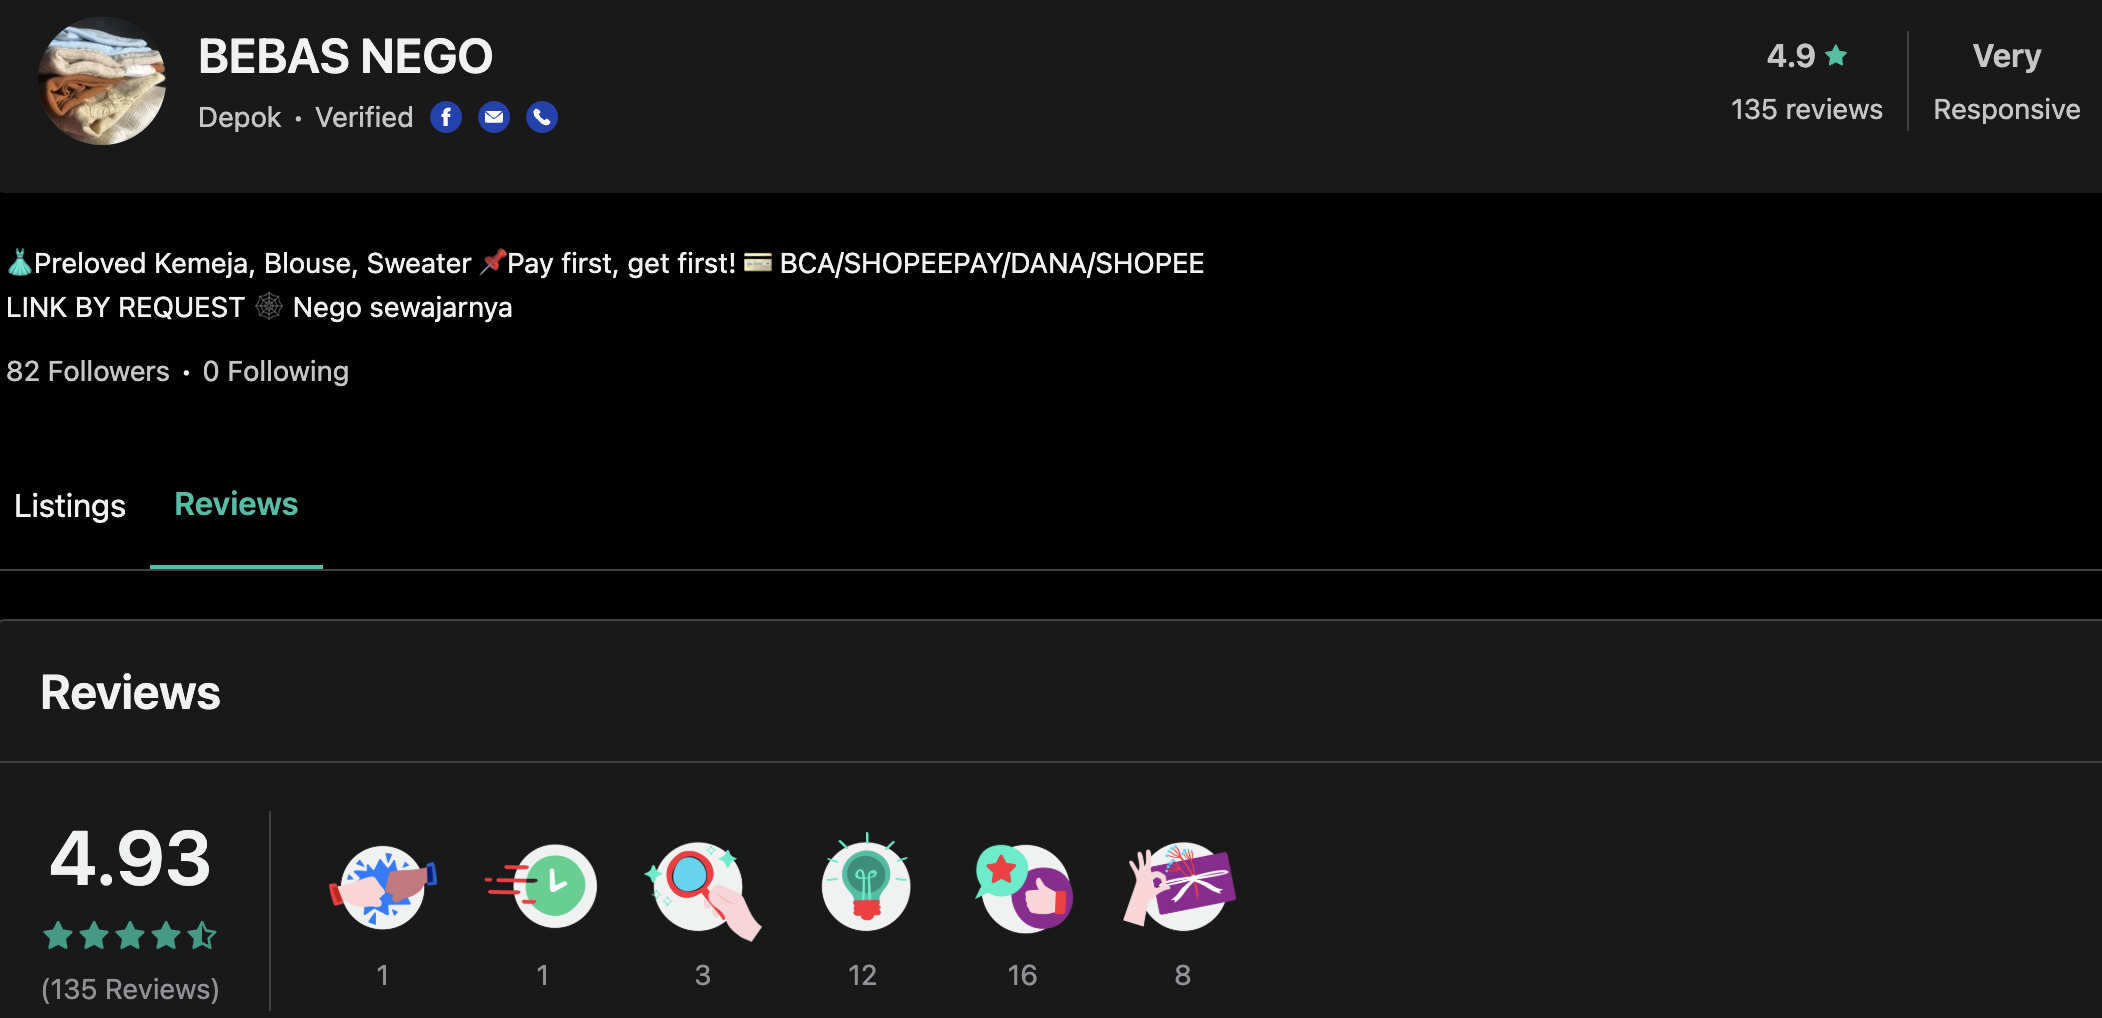 BEBAS NEGO
Depok · Verified
4.9
135 reviews
Very
Responsive
Preloved Kemeja, Blouse, Sweater 📌Pay first, get first! 💳 BCA/SHOPEEPAY/DANA/SHOPEE
LINK BY REQUEST 🕸 Nego sewajarnya
82 Followers · 0 Following
Listings
Reviews
Reviews
4.93
(135 Reviews)
1
1
3
12
16
8